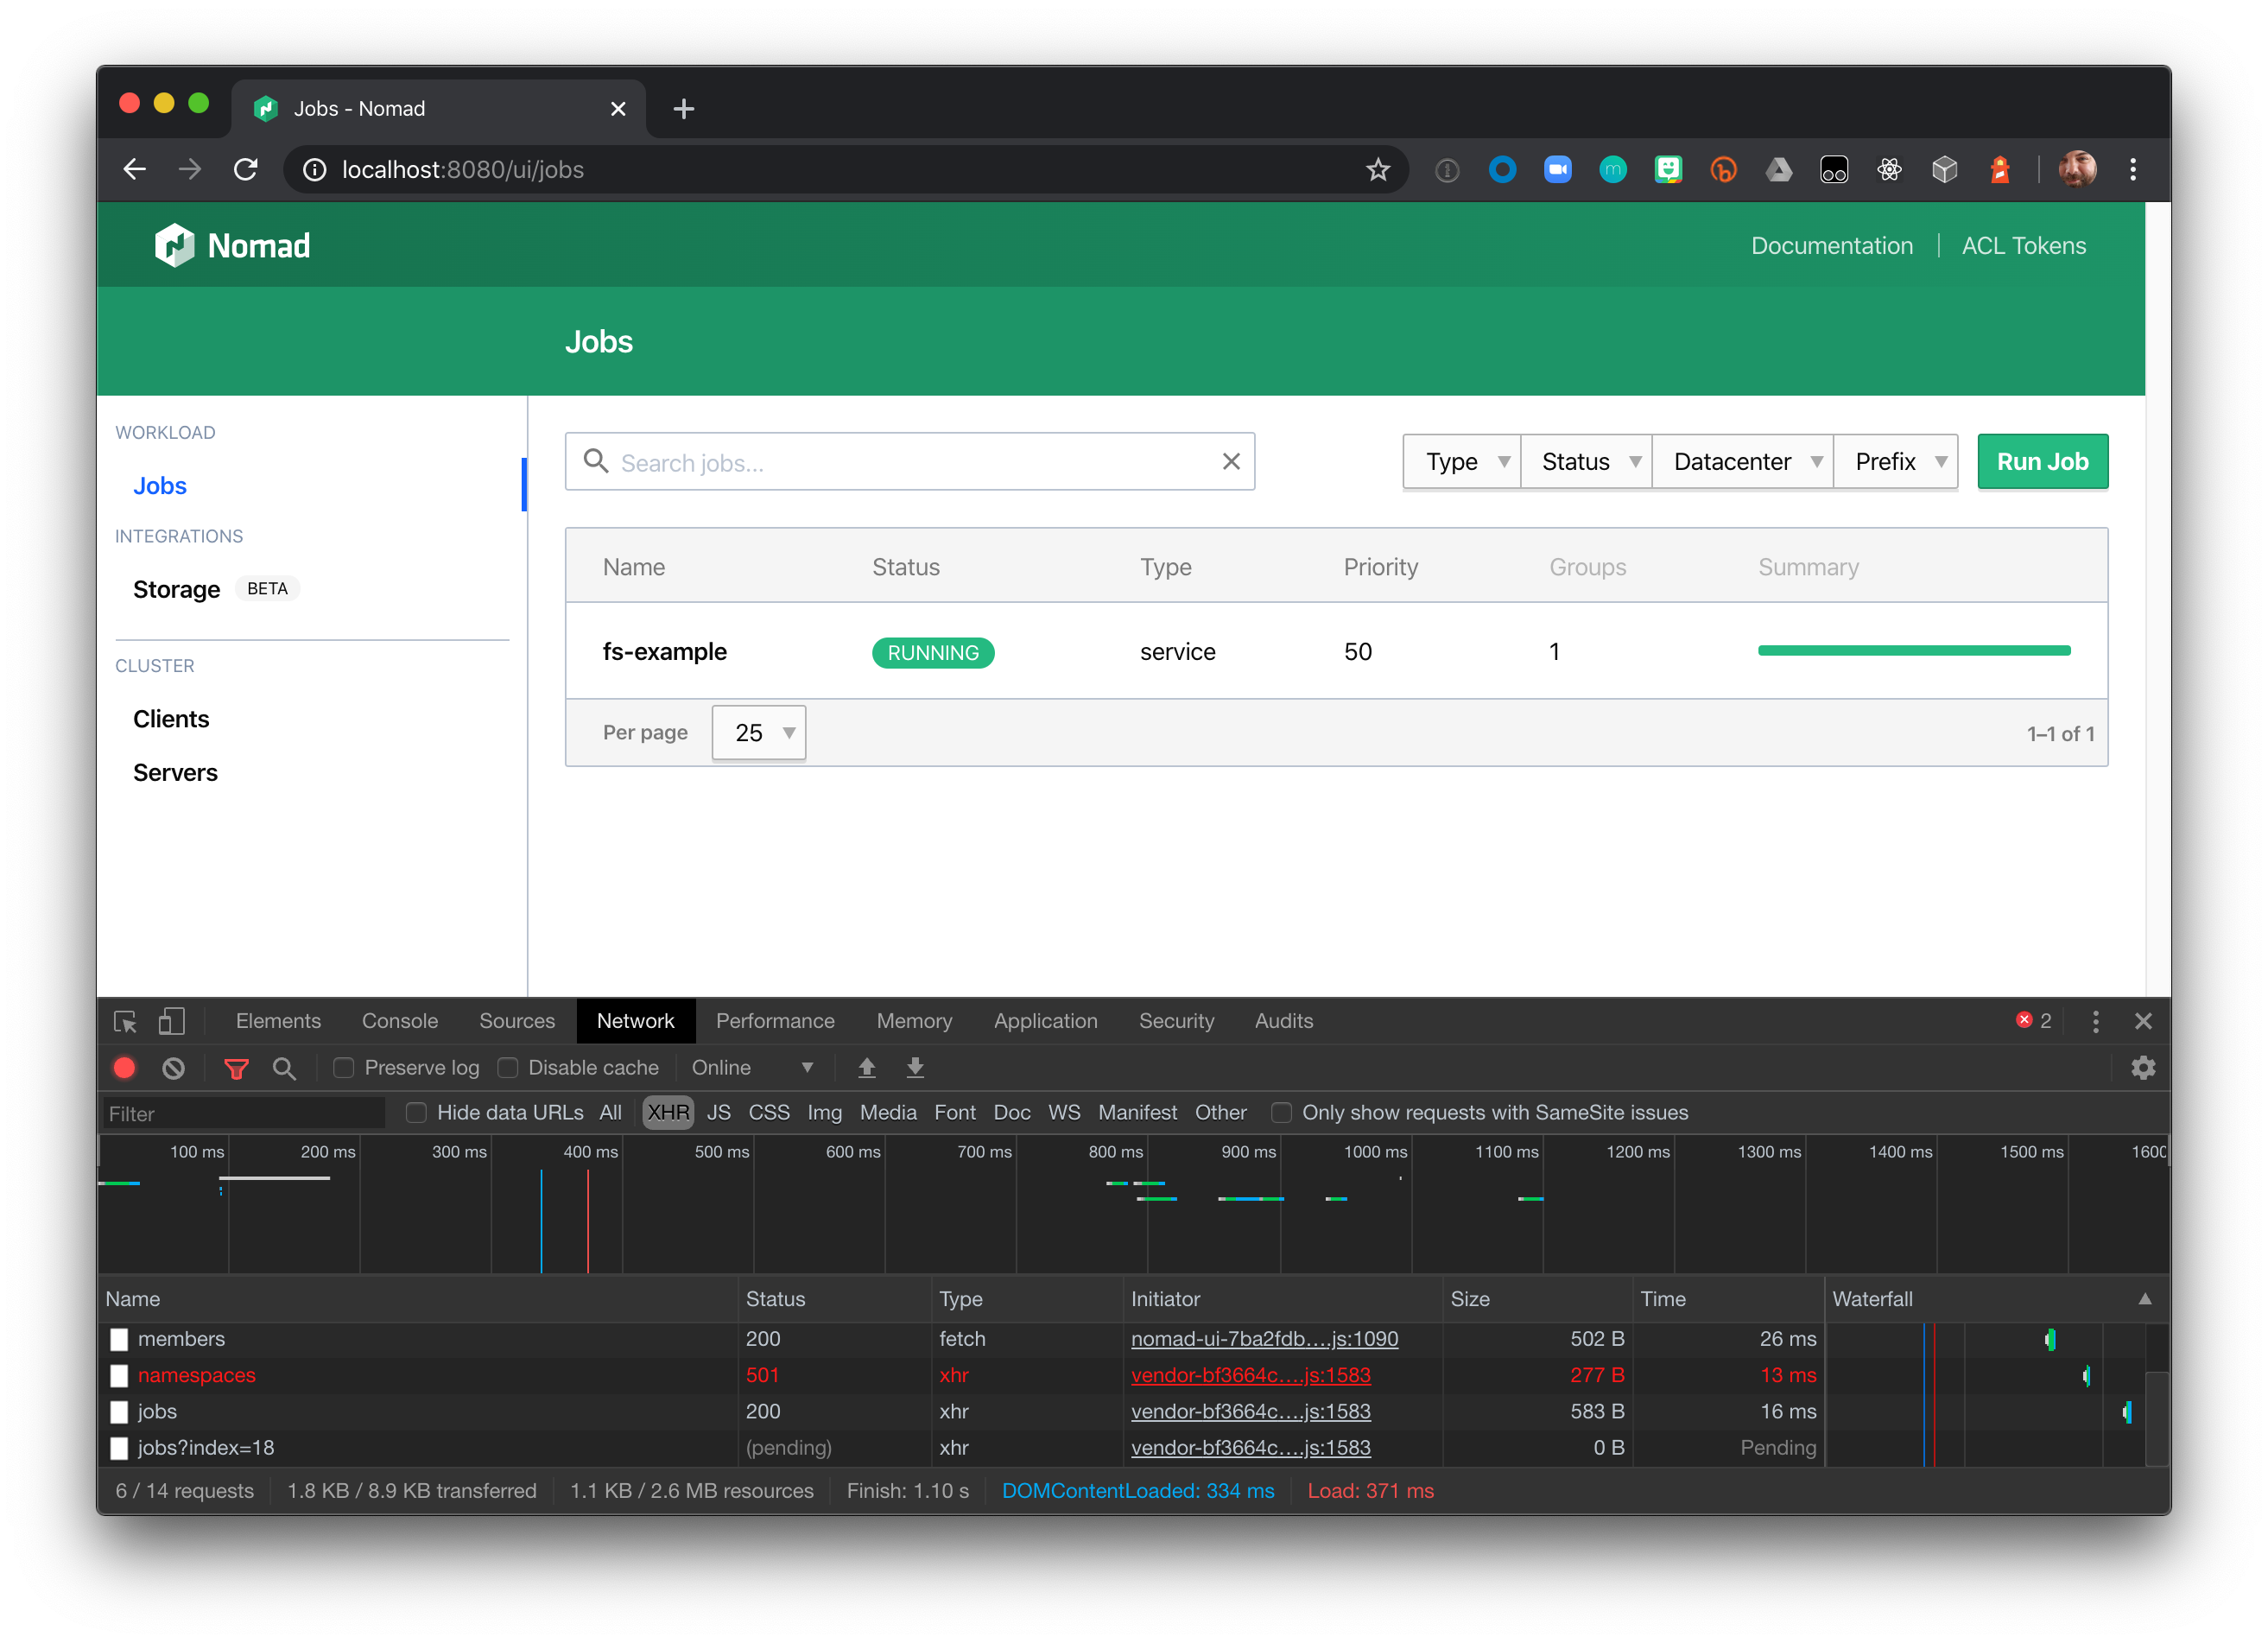 Jobs - Nomad
localhost:8080/ui/jobs
Nomad
Documentation
ACL Tokens
Jobs
WORKLOAD
Jobs
INTEGRATIONS
Storage BETA
CLUSTER
Clients
Servers
Search jobs...
Type Status Datacenter Prefix Run Job
Name Status Type Priority Groups Summary
fs-example RUNNING service 50 1
Per page 25 1–1 of 1
Elements Console Sources Network Performance Memory Application Security Audits 2
Preserve log Disable cache Online
Filter Hide data URLs All XHR JS CSS Img Media Font Doc WS Manifest Other Only show requests with SameSite issues
100 ms 200 ms 300 ms 400 ms 500 ms 600 ms 700 ms 800 ms 900 ms 1000 ms 1100 ms 1200 ms 1300 ms 1400 ms 1500 ms
Name Status Type Initiator Size Time Waterfall
members 200 fetch nomad-ui-7ba2fdb….js:1090 502 B 26 ms
namespaces 501 xhr vendor-bf3664c….js:1583 277 B 13 ms
jobs 200 xhr vendor-bf3664c….js:1583 583 B 16 ms
jobs?index=18 (pending) xhr vendor-bf3664c….js:1583 0 B Pending
6 / 14 requests 1.8 KB / 8.9 KB transferred 1.1 KB / 2.6 MB resources Finish: 1.10 s DOMContentLoaded: 334 ms Load: 371 ms